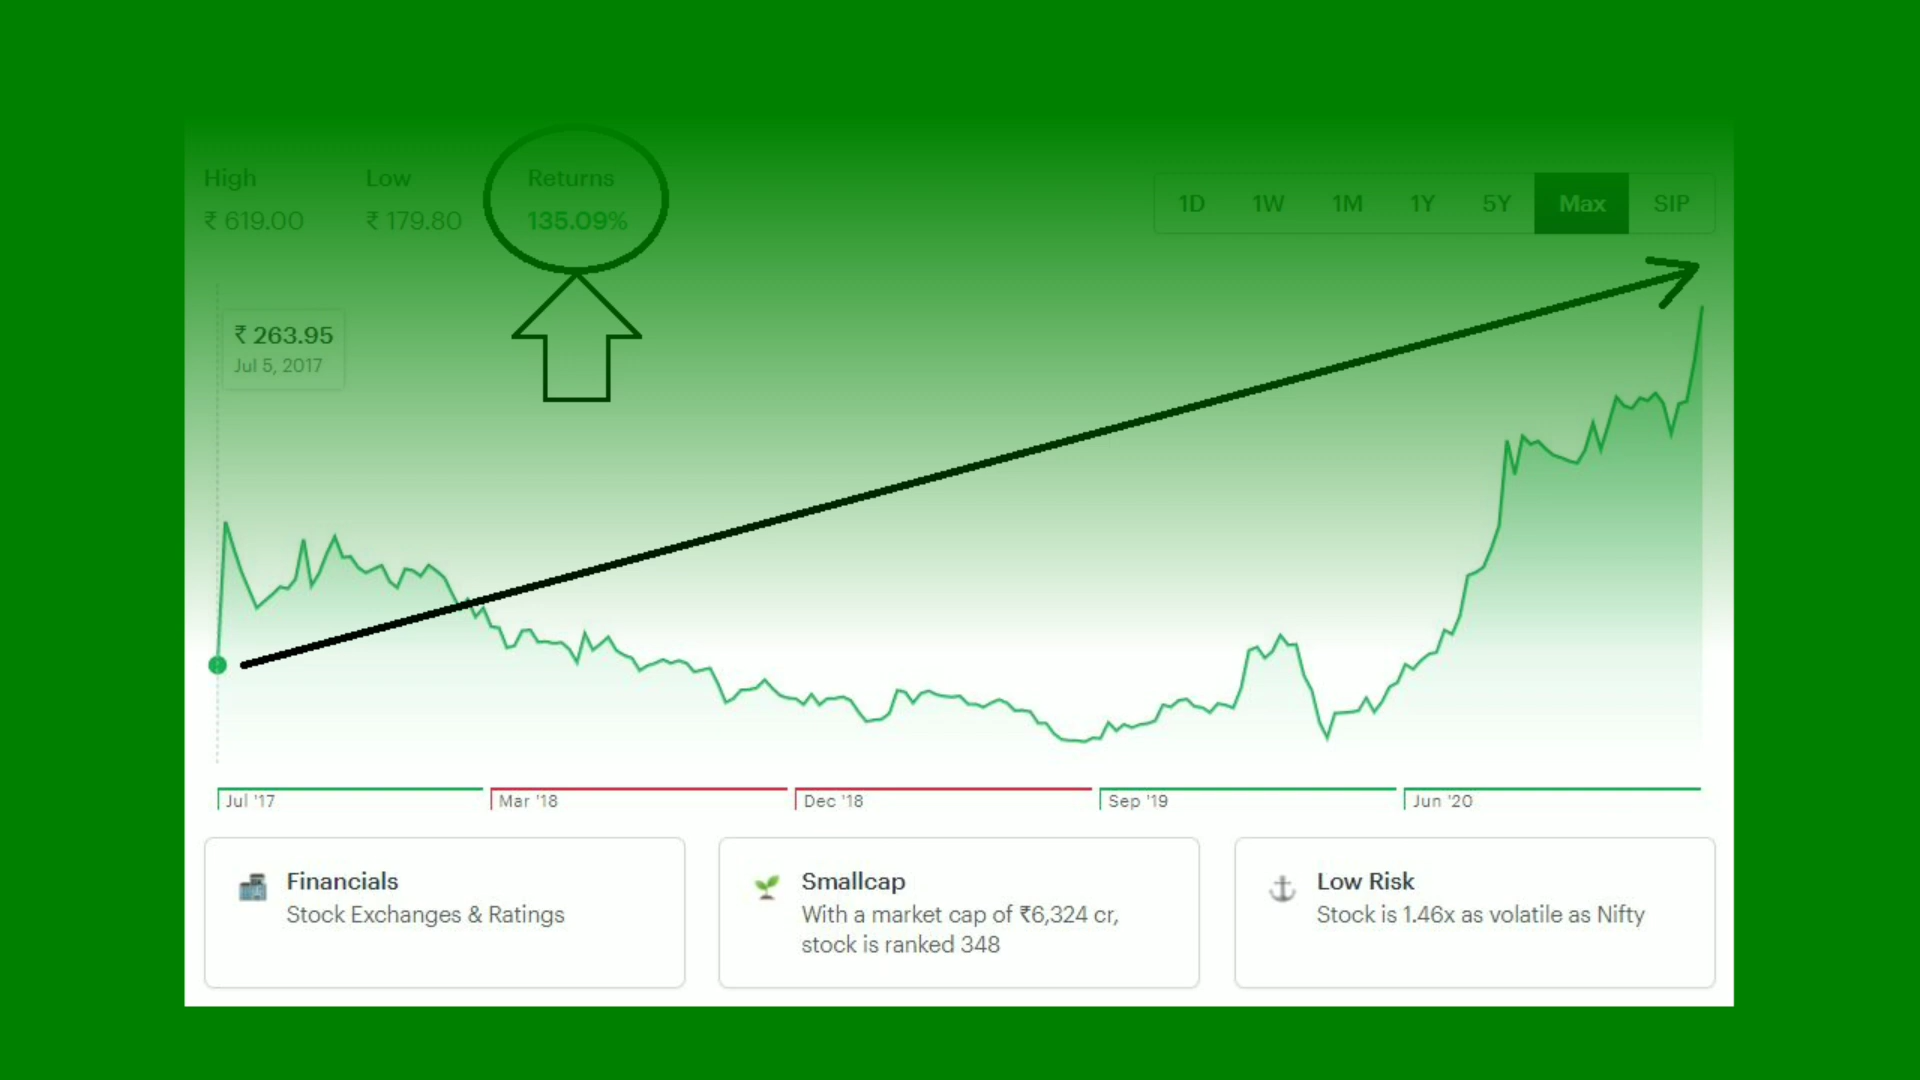 High Low Returns
₹ 619.00 ₹ 179.80 135.09%
1D 1W 1M 1Y 5Y Max SIP
₹ 263.95
Jul 5, 2017
Jul '17 Mar '18 Dec '18 Sep '19 Jun '20
Financials
Stock Exchanges & Ratings
Smallcap
With a market cap of ₹6,324 cr,
stock is ranked 348
Low Risk
Stock is 1.46x as volatile as Nifty